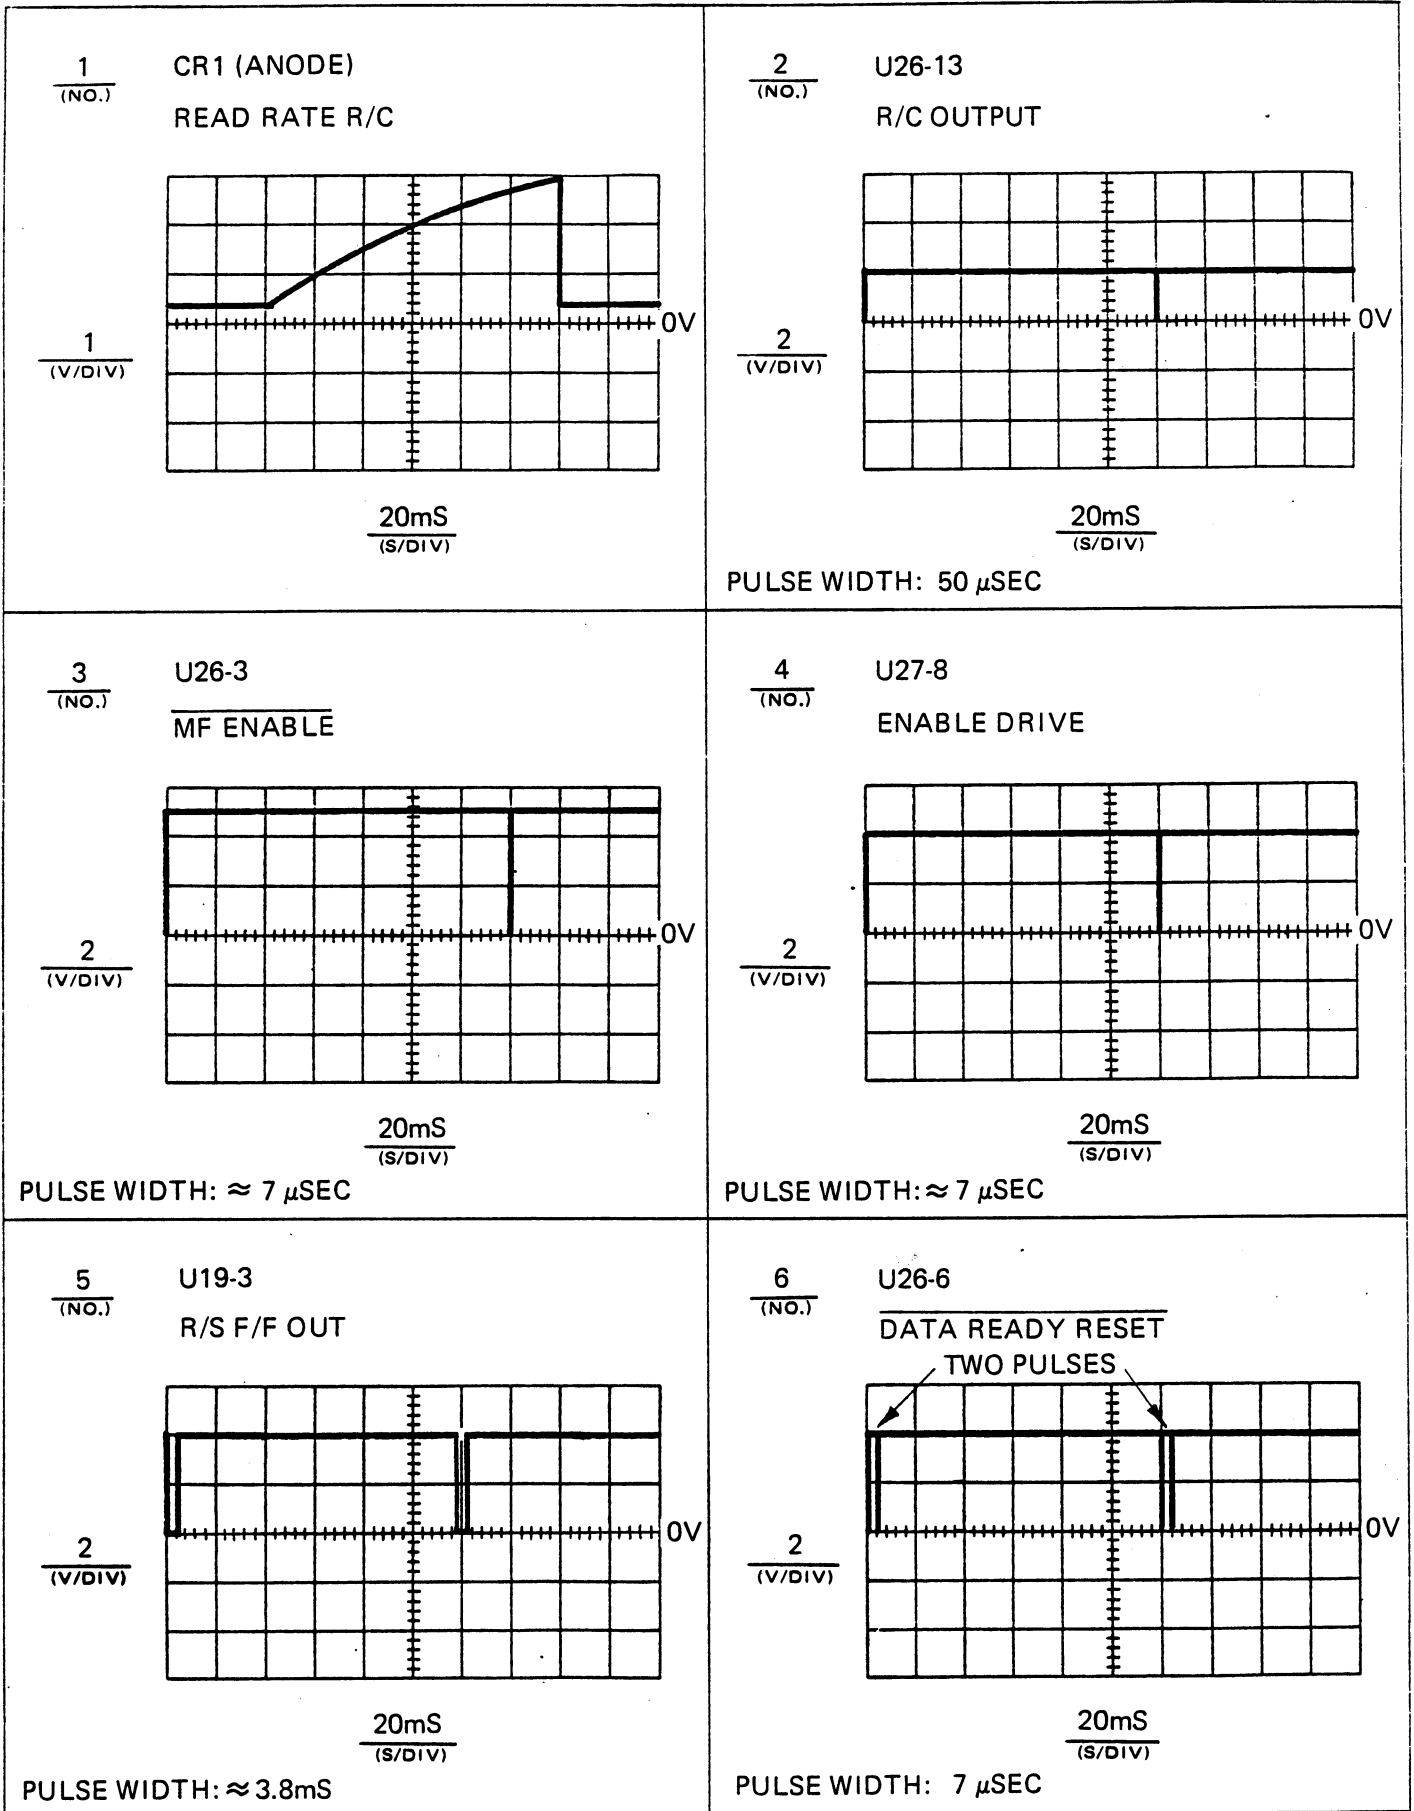 1
(NO.)
CR1 (ANODE)
READ RATE R/C
1
(V/DIV)
0V
20mS
(S/DIV)
2
(NO.)
U26-13
R/C OUTPUT
2
(V/DIV)
0V
20mS
(S/DIV)
PULSE WIDTH: 50 µSEC
3
(NO.)
U26-3
MF ENABLE
2
(V/DIV)
0V
20mS
(S/DIV)
PULSE WIDTH: ≈ 7 µSEC
4
(NO.)
U27-8
ENABLE DRIVE
2
(V/DIV)
0V
20mS
(S/DIV)
PULSE WIDTH: ≈ 7 µSEC
5
(NO.)
U19-3
R/S F/F OUT
2
(V/DIV)
0V
20mS
(S/DIV)
PULSE WIDTH: ≈ 3.8mS
6
(NO.)
U26-6
DATA READY RESET
TWO PULSES
2
(V/DIV)
0V
20mS
(S/DIV)
PULSE WIDTH: 7 µSEC